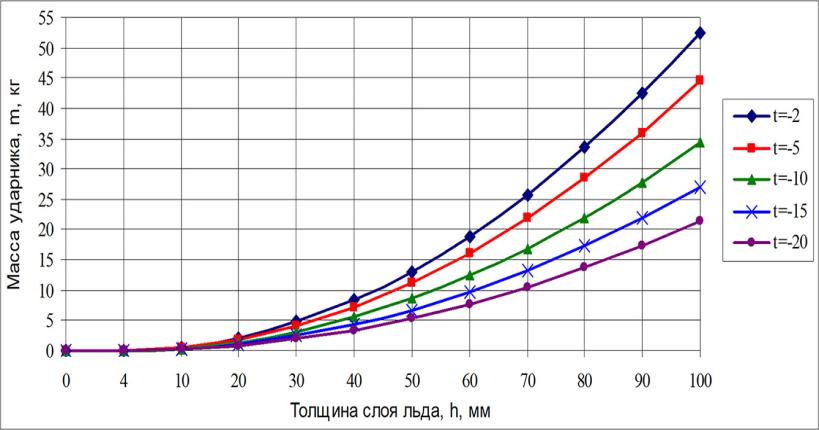 55
50
45
40
35
30
25
20
15
10
5
0
Масса ударника, m, кг
0 4 10 20 30 40 50 60 70 80 90 100
Толщина слоя льда, h, мм
t=-2
t=-5
t=-10
t=-15
t=-20